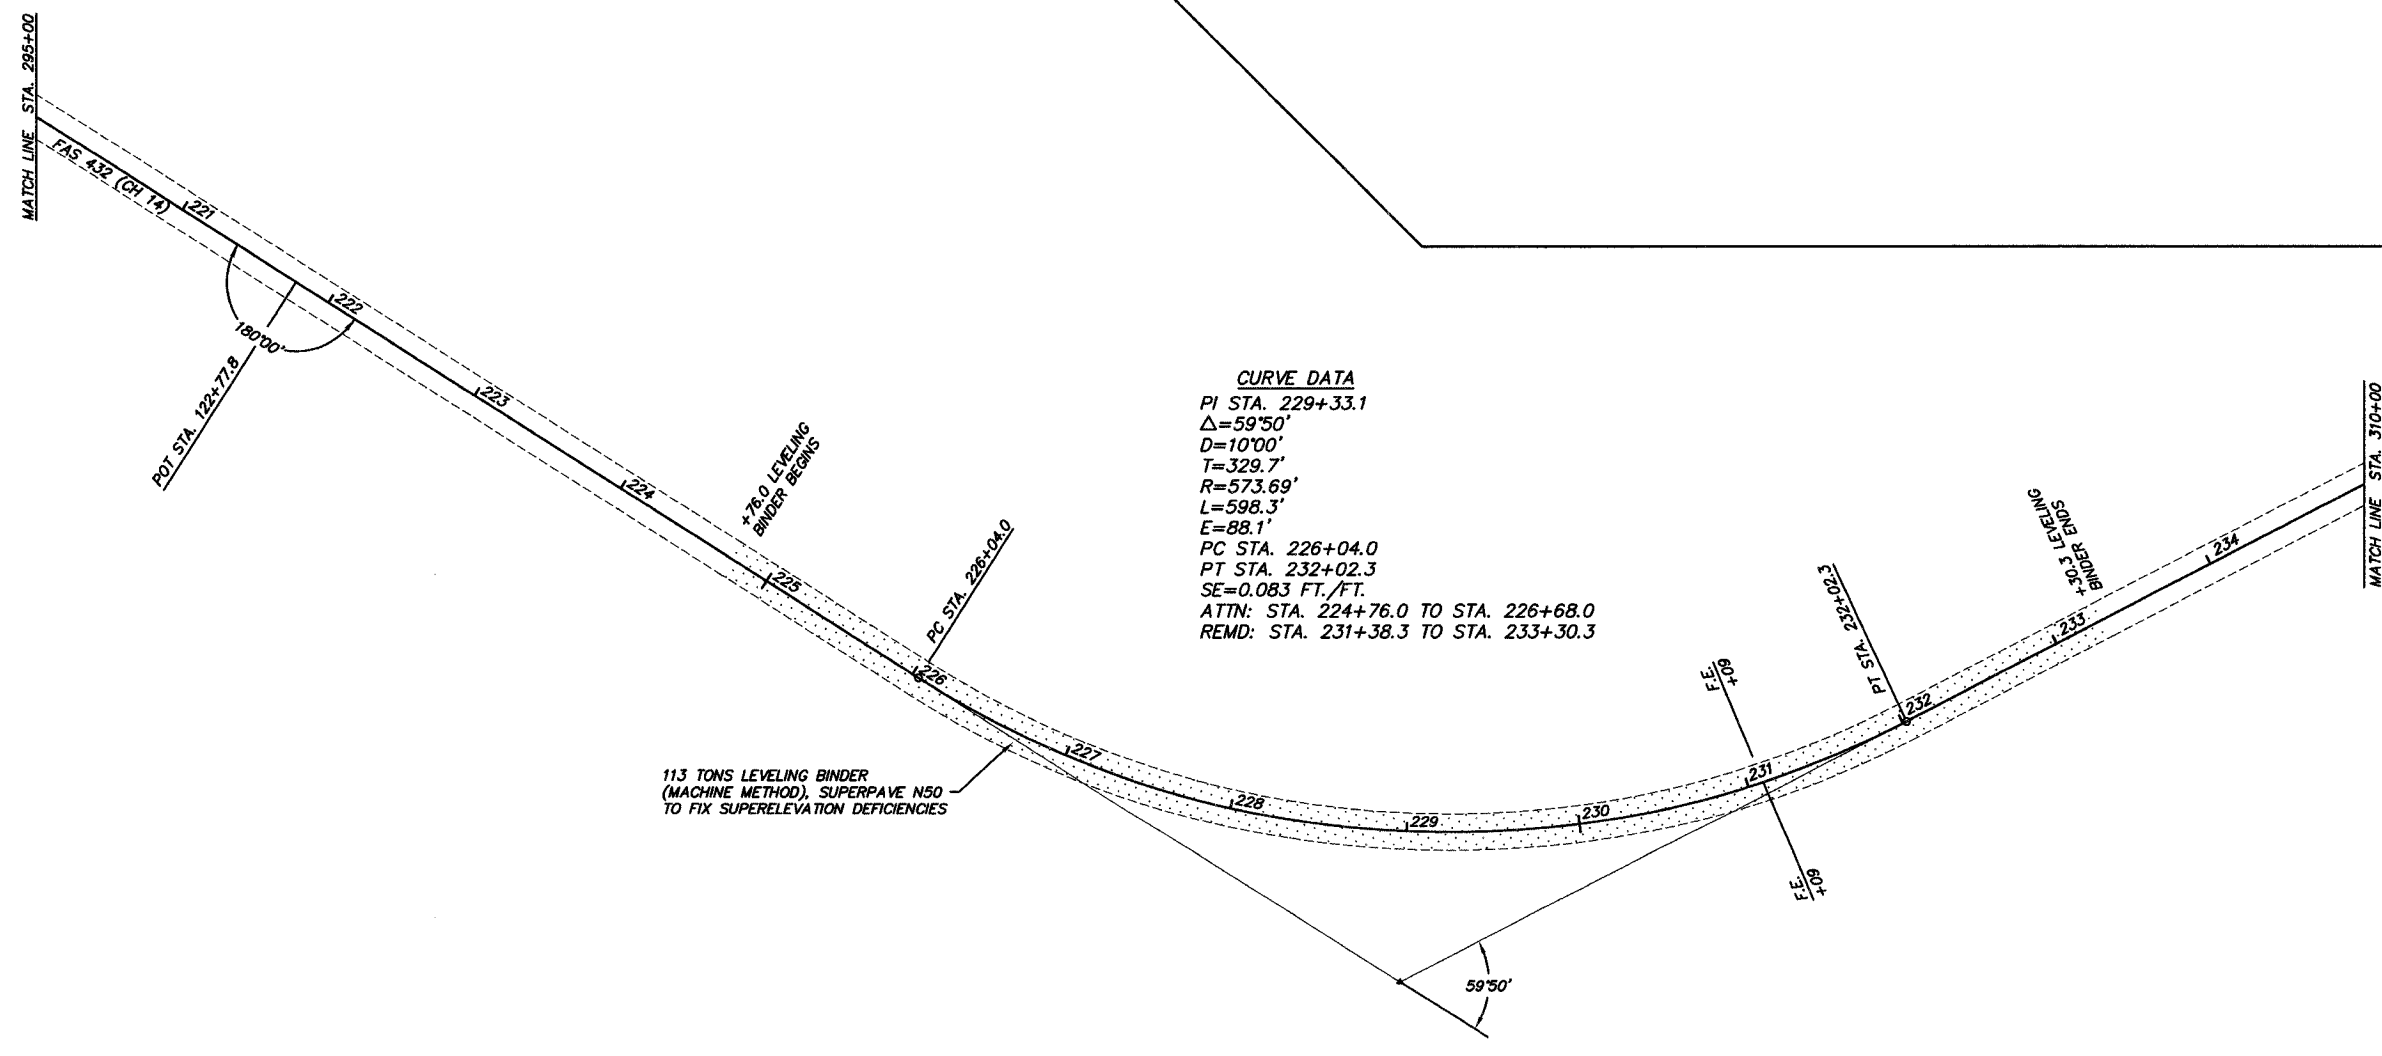 MATCH LINE STA. 295+00
FAS 432 (CH 14)
221
222
180°00'
POT STA. 122+77.8
223
224
+76.0 LEVELING
BINDER BEGINS
225
PC STA. 226+04.0
226
113 TONS LEVELING BINDER
(MACHINE METHOD), SUPERPAVE N50
TO FIX SUPERELEVATION DEFICIENCIES
227
228
229
230
231
CURVE DATA
PI STA. 229+33.1
△=59°50'
D=10°00'
T=329.7'
R=573.69'
L=598.3'
E=88.1'
PC STA. 226+04.0
PT STA. 232+02.3
SE=0.083 FT./FT.
ATTN: STA. 224+76.0 TO STA. 226+68.0
REMD: STA. 231+38.3 TO STA. 233+30.3
F.E.
+09
F.E.
+09
PT STA. 232+02.3
232
+30.3 LEVELING
BINDER ENDS
233
234
MATCH LINE STA. 310+00
59°50'